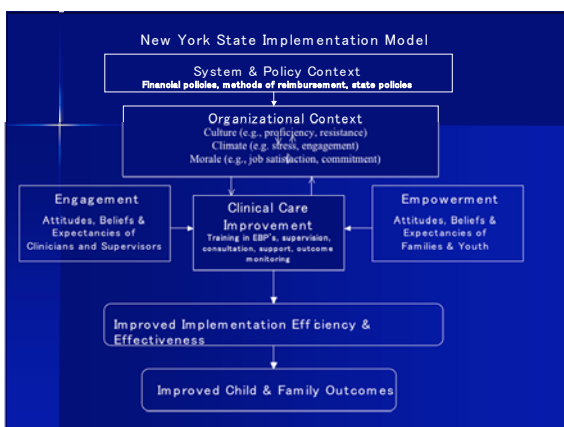 New York State Implementation Model
System & Policy Context
Financial policies, methods of reimbursement, state policies
Organizational Context
Culture (e.g., proficiency, resistance)
Climate (e.g. stress, engagement)
Morale (e.g., job satisfaction, commitment)
Engagement
Attitudes, Beliefs &
Expectancies of
Clinicians and Supervisors
Clinical Care
Improvement
Training in EBP's, supervision,
consultation, support, outcome
monitoring
Empowerment
Attitudes, Beliefs &
Expectancies of
Families & Youth
Improved Implementation Efficiency &
Effectiveness
Improved Child & Family Outcomes